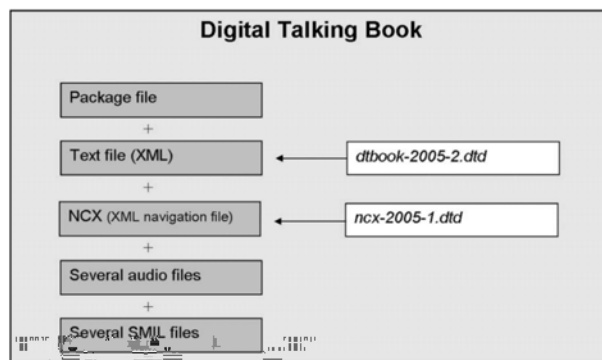 Digital Talking Book
Package file
+
Text file (XML)
dtbook-2005-2.dtd
+
NCX (XML navigation file)
ncx-2005-1.dtd
+
Several audio files
+
Several SMIL files